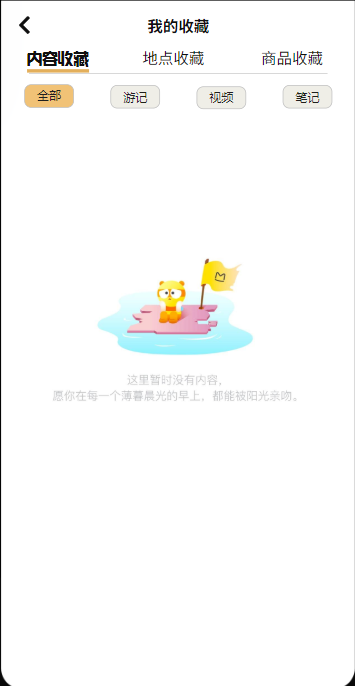 我的收藏
内容收藏 地点收藏 商品收藏
全部 游记 视频 笔记
这里暂时没有内容，
愿你在每一个薄暮晨光的早上，都能被阳光亲吻。